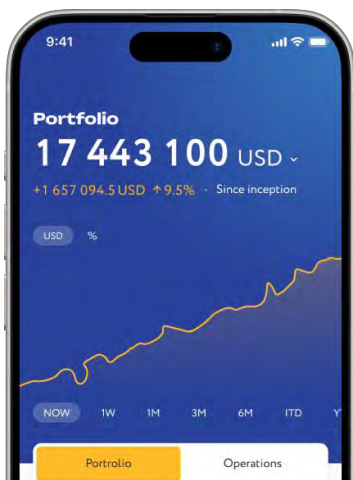 9:41
Portfolio
17 443 100 USD
+1 657 094.5 USD ↑ 9.5% · Since inception
USD %
NOW 1W 1M 3M 6M ITD
Portrolio Operations